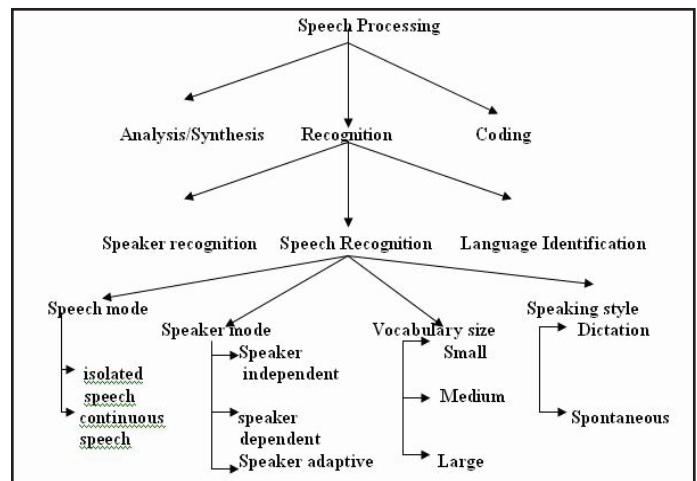 Speech Processing
Analysis/Synthesis Recognition Coding
Speaker recognition Speech Recognition Language Identification
Speech mode
isolated
speech
continuous
speech
Speaker mode
Speaker
independent
speaker
dependent
Speaker adaptive
Vocabulary size
Small
Medium
Large
Speaking style
Dictation
Spontaneous